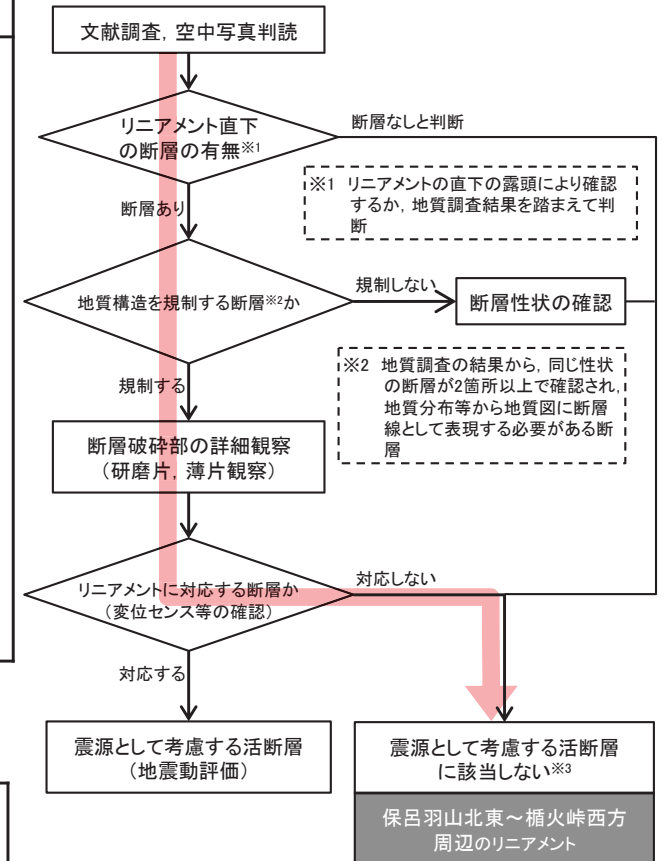 文献調査，空中写真判読
リニアメント直下
の断層の有無※1
断層なしと判断
※1 リニアメントの直下の露頭により確認
するか，地質調査結果を踏まえて判
断
断層あり
地質構造を規制する断層※2か
規制しない
断層性状の確認
※2 地質調査の結果から，同じ性状
の断層が2箇所以上で確認され，
地質分布等から地質図に断層
線として表現する必要がある断
層
規制する
断層破砕部の詳細観察
（研磨片，薄片観察）
リニアメントに対応する断層か
（変位センス等の確認）
対応しない
対応する
震源として考慮する活断層
（地震動評価）
震源として考慮する活断層
に該当しない※3
保呂羽山北東～楯火峠西方
周辺のリニアメント